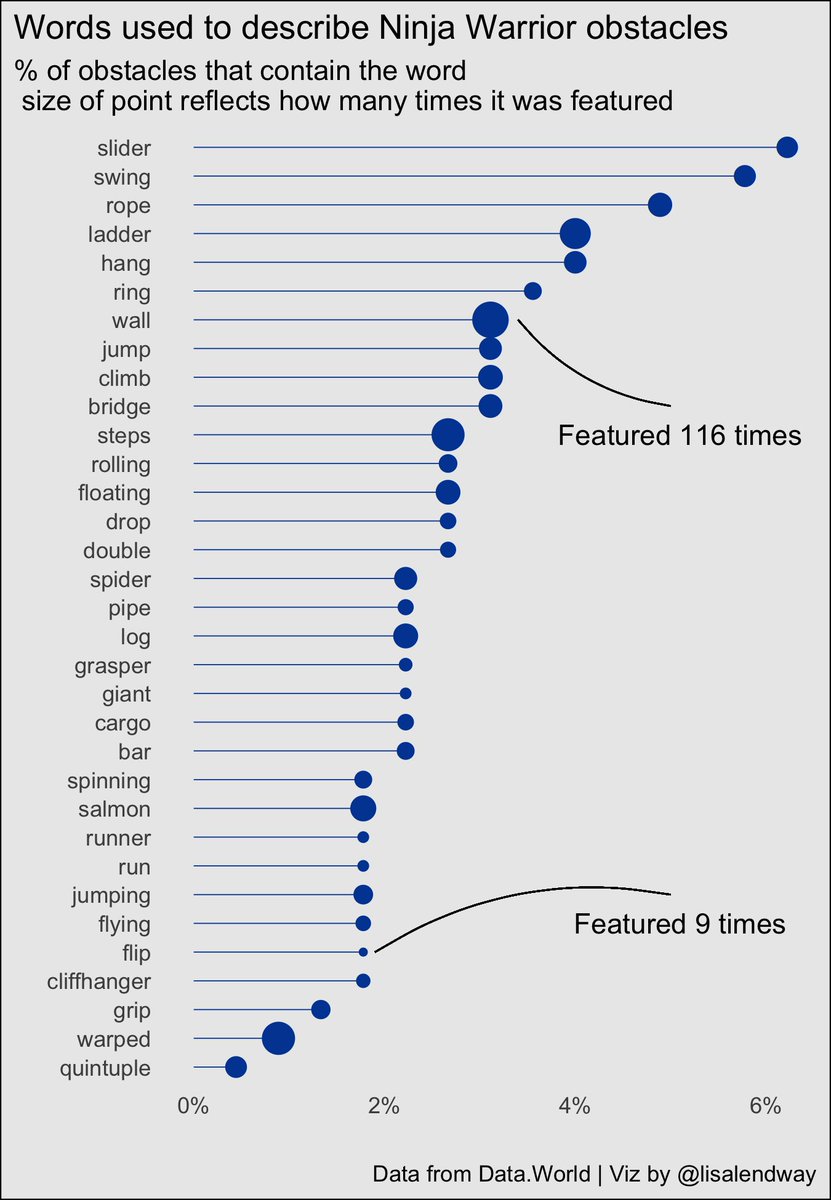 Words used to describe Ninja Warrior obstacles
% of obstacles that contain the word
size of point reflects how many times it was featured
slider
swing
rope
ladder
hang
ring
wall
jump
climb
bridge
Featured 116 times
steps
rolling
floating
drop
double
spider
pipe
log
grasper
giant
cargo
bar
spinning
salmon
runner
run
jumping
flying
Featured 9 times
flip
cliffhanger
grip
warped
quintuple
0% 2% 4% 6%
Data from Data.World | Viz by @lisalendway